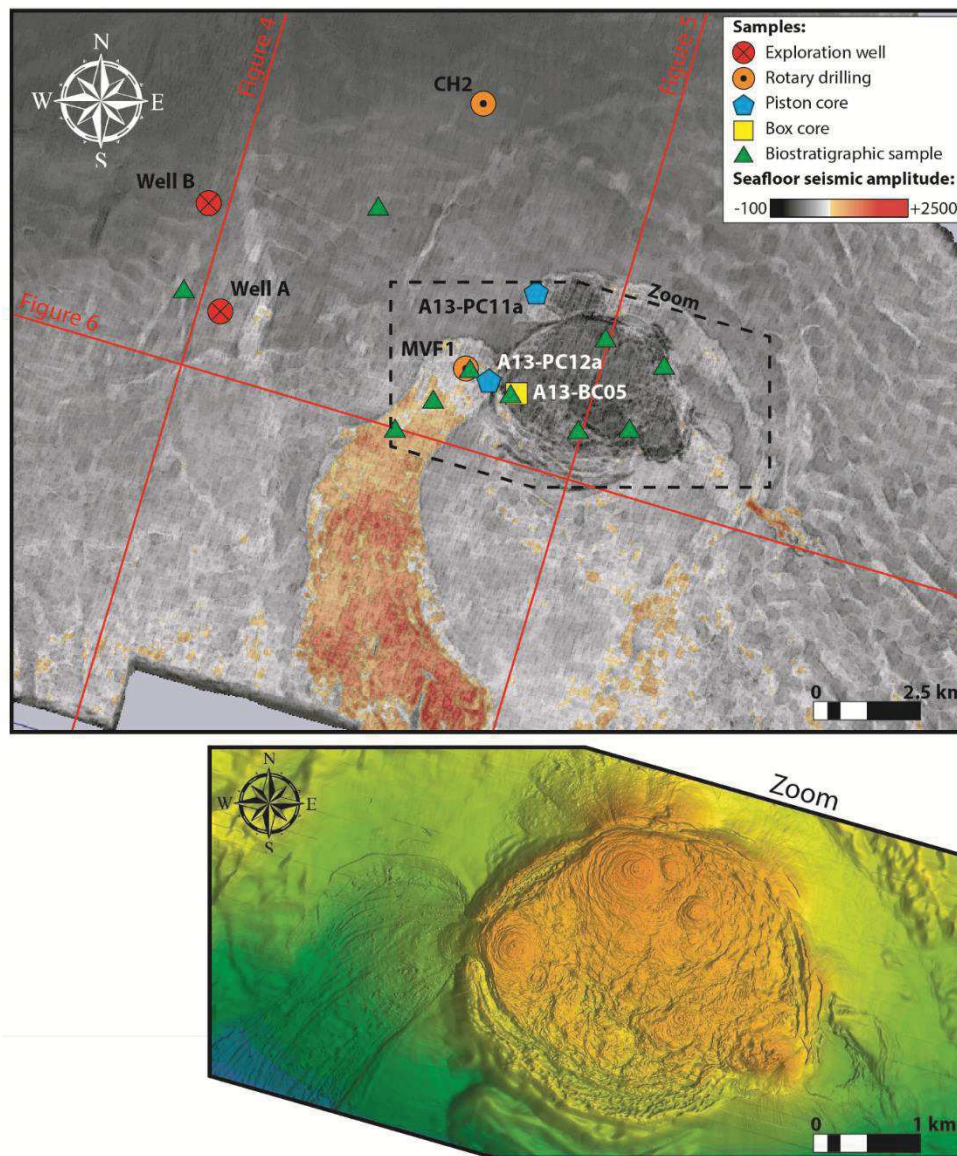 Samples:
Exploration well
Rotary drilling
Piston core
Box core
Biostratigraphic sample
Seafloor seismic amplitude:
-100 +2500
N
W E
S
Figure 4
Figure 5
CH2
Well B
Well A
Figure 6
Zoom
A13-PC11a
MVF1
A13-PC12a
A13-BC05
0 2.5 km
Zoom
N
W E
S
0 1 km